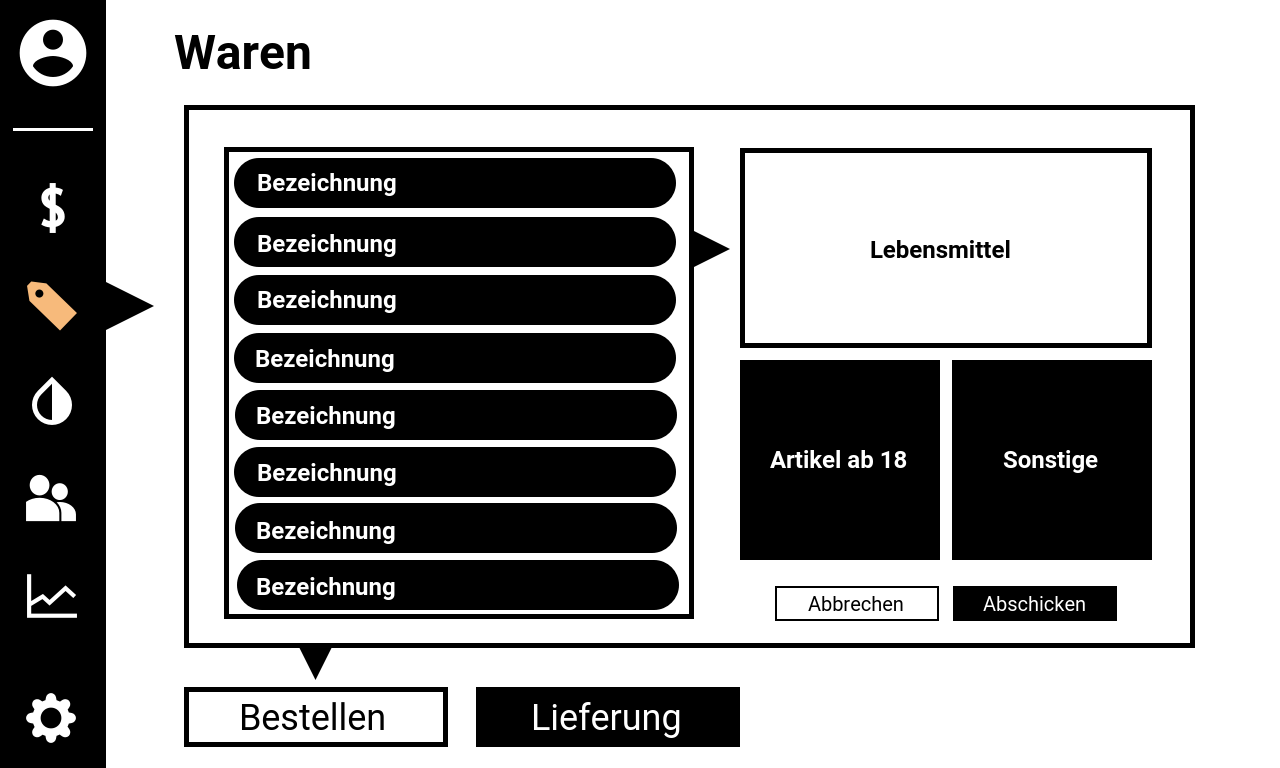 Waren
Bezeichnung
Bezeichnung
Bezeichnung
Bezeichnung
Bezeichnung
Bezeichnung
Bezeichnung
Bezeichnung
Lebensmittel
Artikel ab 18
Sonstige
Abbrechen
Abschicken
Bestellen
Lieferung